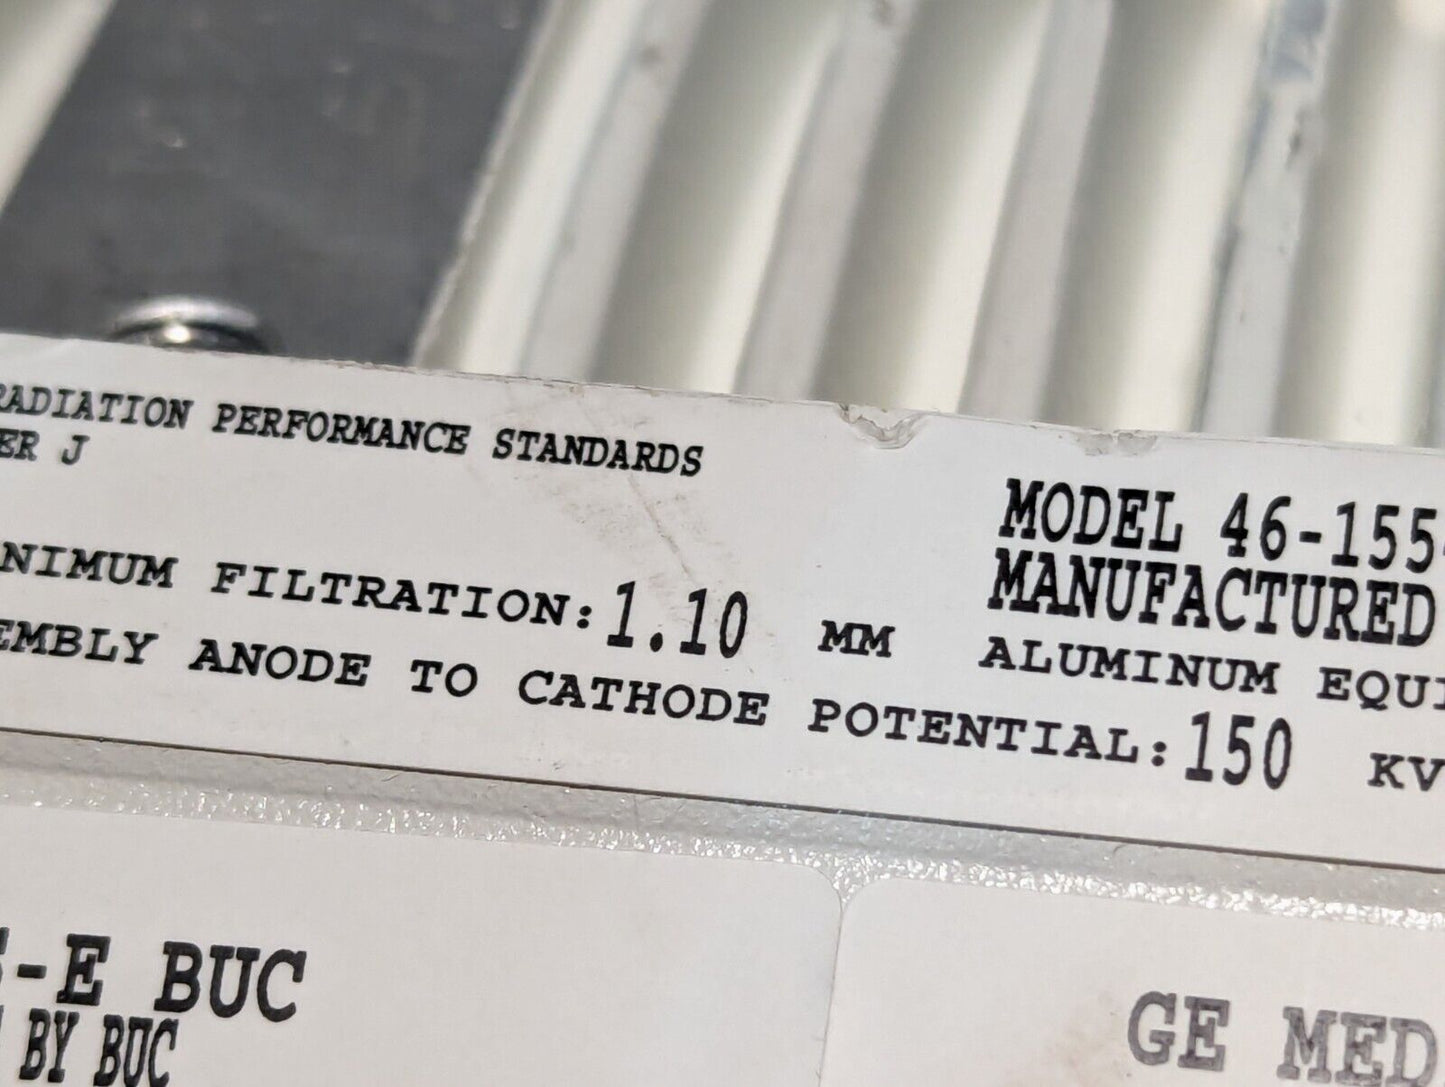 RADIATION PERFORMANCE STANDARDS
ER J
MODEL 46-155
MANUFACTURED
NIMUM FILTRATION: 1.10 MM ALUMINUM EQUI
EMBLY ANODE TO CATHODE POTENTIAL: 150 KV
-E BUC
BY BUC
GE MED